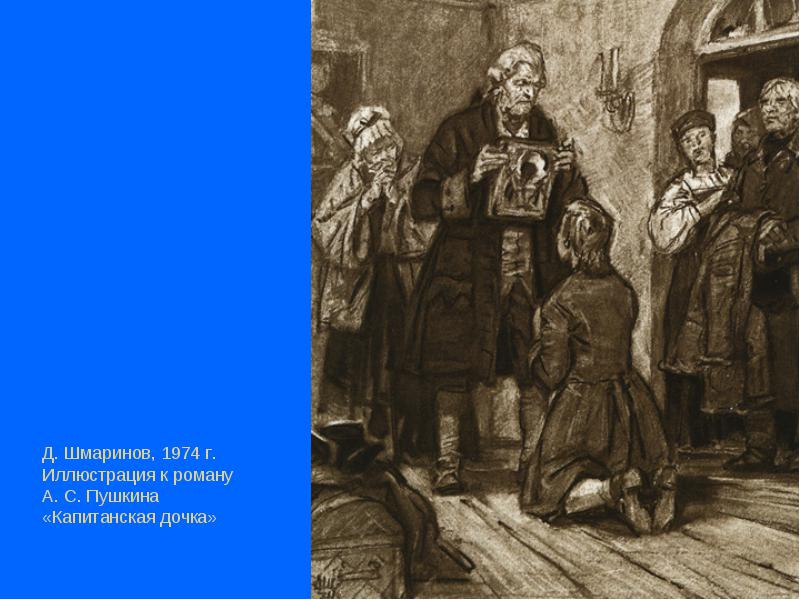 Д. Шмаринов, 1974 г.
Иллюстрация к роману
А. С. Пушкина
«Капитанская дочка»